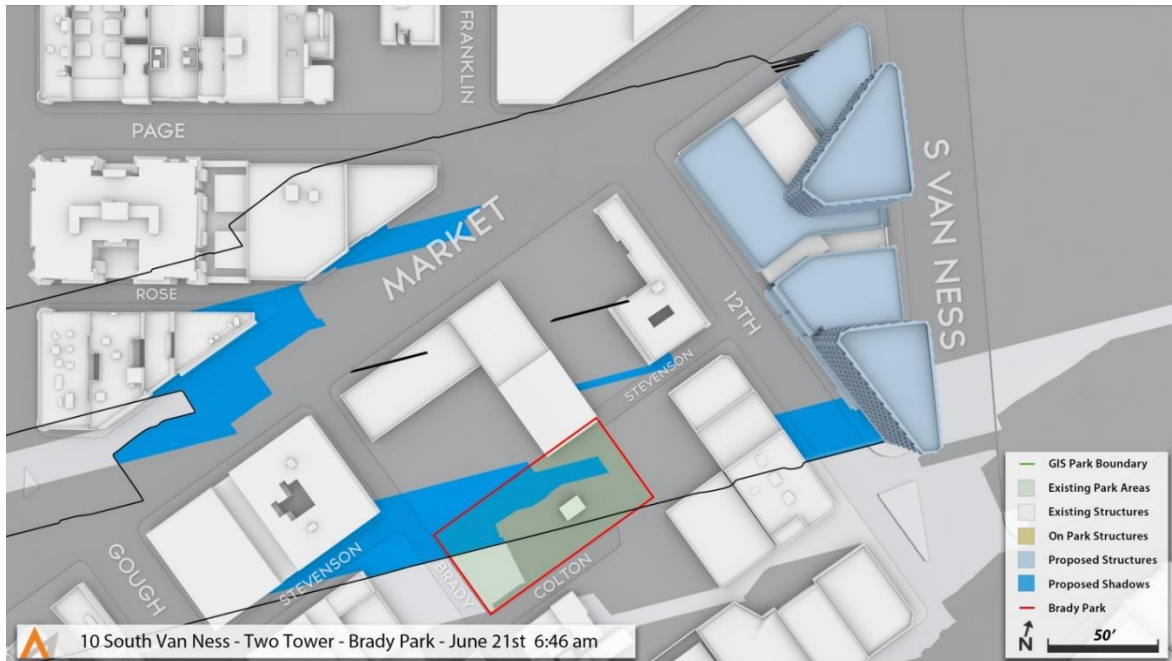 FRANKLIN
PAGE
MARKET
S VAN NESS
ROSE
12TH
STEVENSON
GOUGH
STEVENSON
BRADY
COLTON
GIS Park Boundary
Existing Park Areas
Existing Structures
On Park Structures
Proposed Structures
Proposed Shadows
Brady Park
N
50'
10 South Van Ness - Two Tower - Brady Park - June 21st 6:46 am